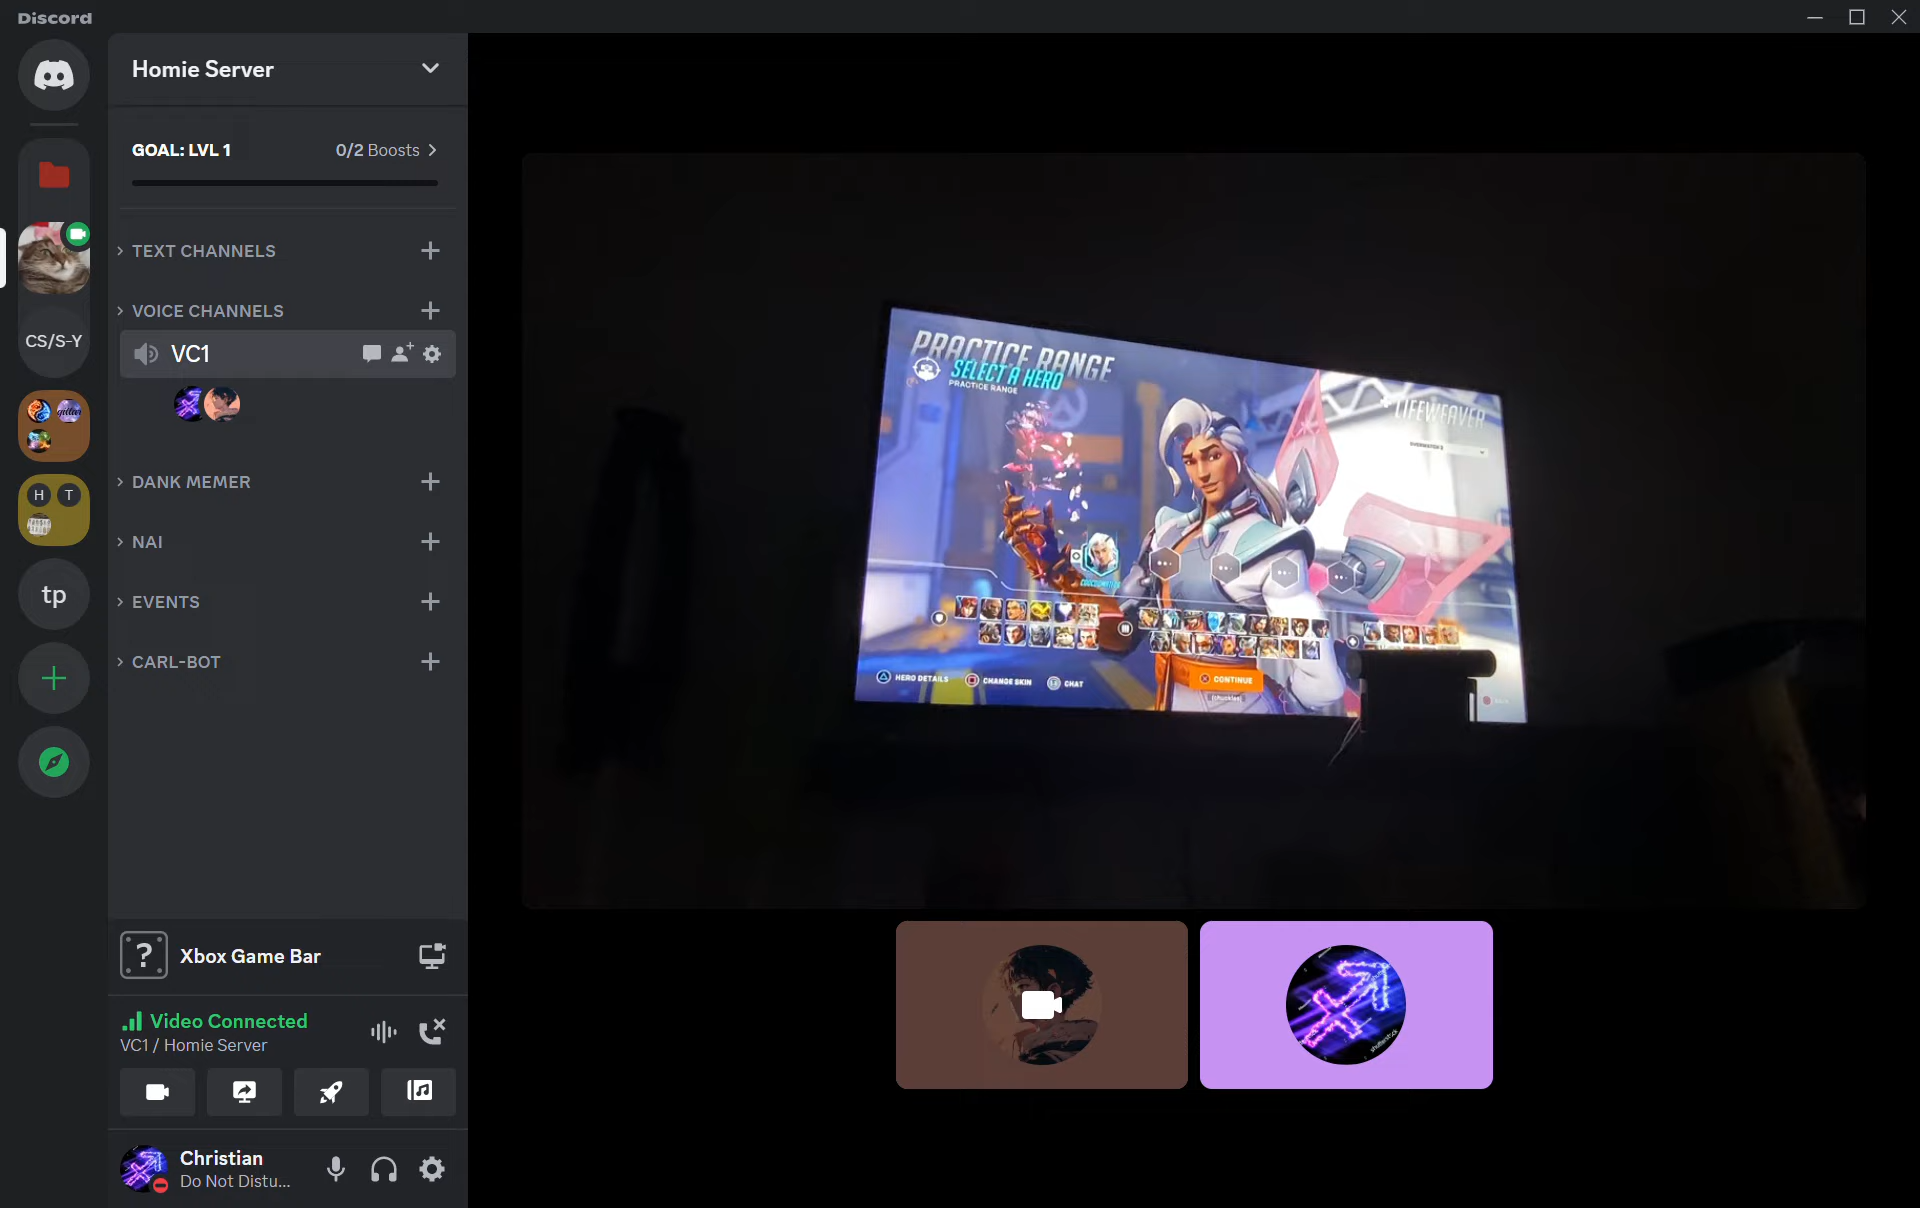 Discord
Homie Server
GOAL: LVL 1
0/2 Boosts
TEXT CHANNELS
VOICE CHANNELS
CS/S-Y
VC1
DANK MEMER
H T
NAI
EVENTS
tp
CARL-BOT
PRACTICE RANGE
SELECT A HERO
PRACTICE RANGE
LIFEWEAVER
HERO DETAILS
CHANGE SKIN
CHAT
CONTINUE
?
Xbox Game Bar
Video Connected
VC1 / Homie Server
Christian
Do Not Distu...
shutterstock